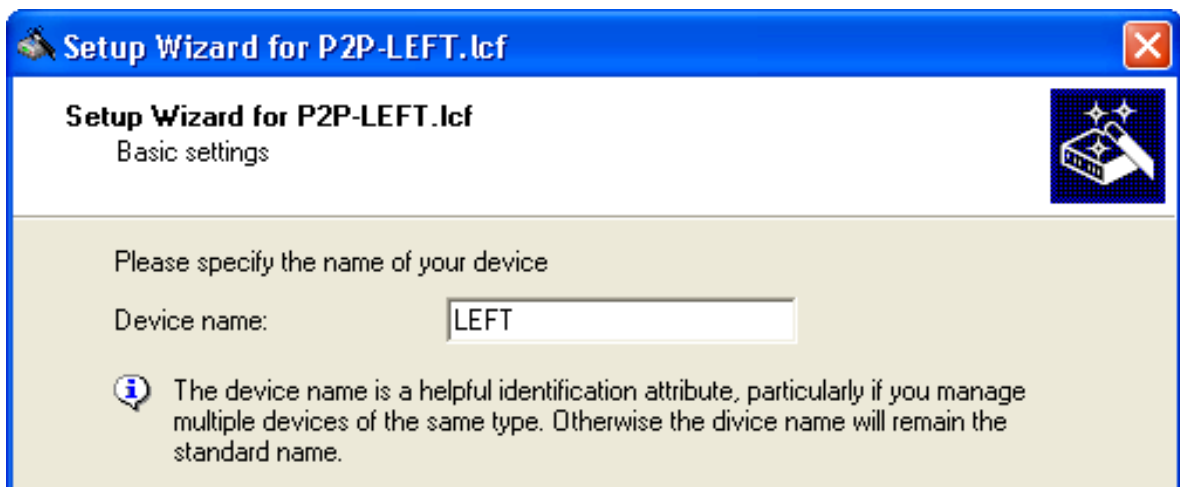 Setup Wizard for P2P-LEFT.lcf
Setup Wizard for P2P-LEFT.lcf
Basic settings
Please specify the name of your device
Device name: LEFT
The device name is a helpful identification attribute, particularly if you manage
multiple devices of the same type. Otherwise the divice name will remain the
standard name.